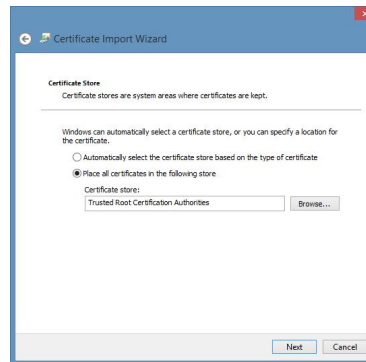 Certificate Import Wizard
Certificate Store
Certificate stores are system areas where certificates are kept.
Windows can automatically select a certificate store, or you can specify a location for
the certificate.
Automatically select the certificate store based on the type of certificate
Place all certificates in the following store
Certificate store:
Trusted Root Certification Authorities
Browse...
Next
Cancel